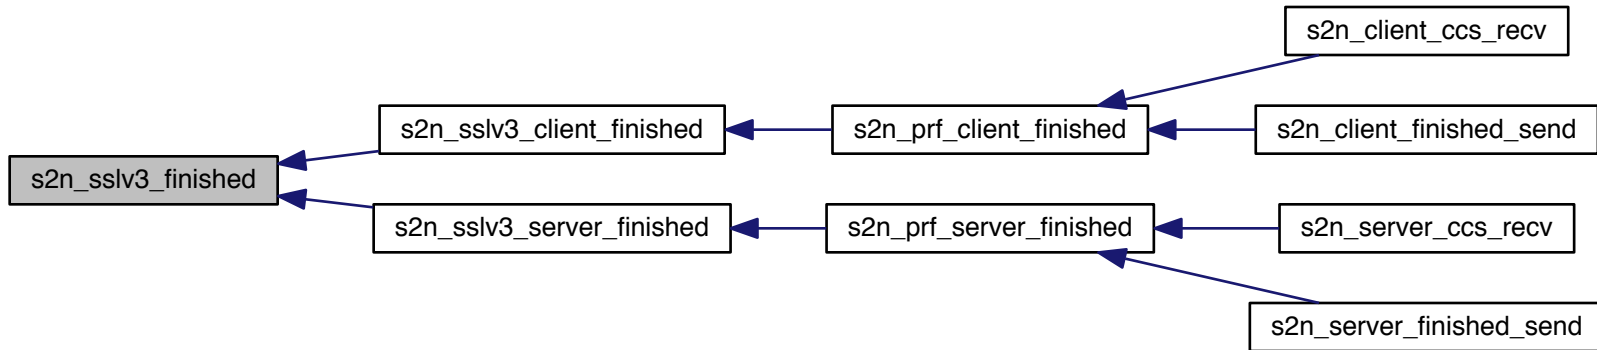 s2n_client_ccs_recv
s2n_sslv3_client_finished
s2n_prf_client_finished
s2n_client_finished_send
s2n_sslv3_finished
s2n_sslv3_server_finished
s2n_prf_server_finished
s2n_server_ccs_recv
s2n_server_finished_send